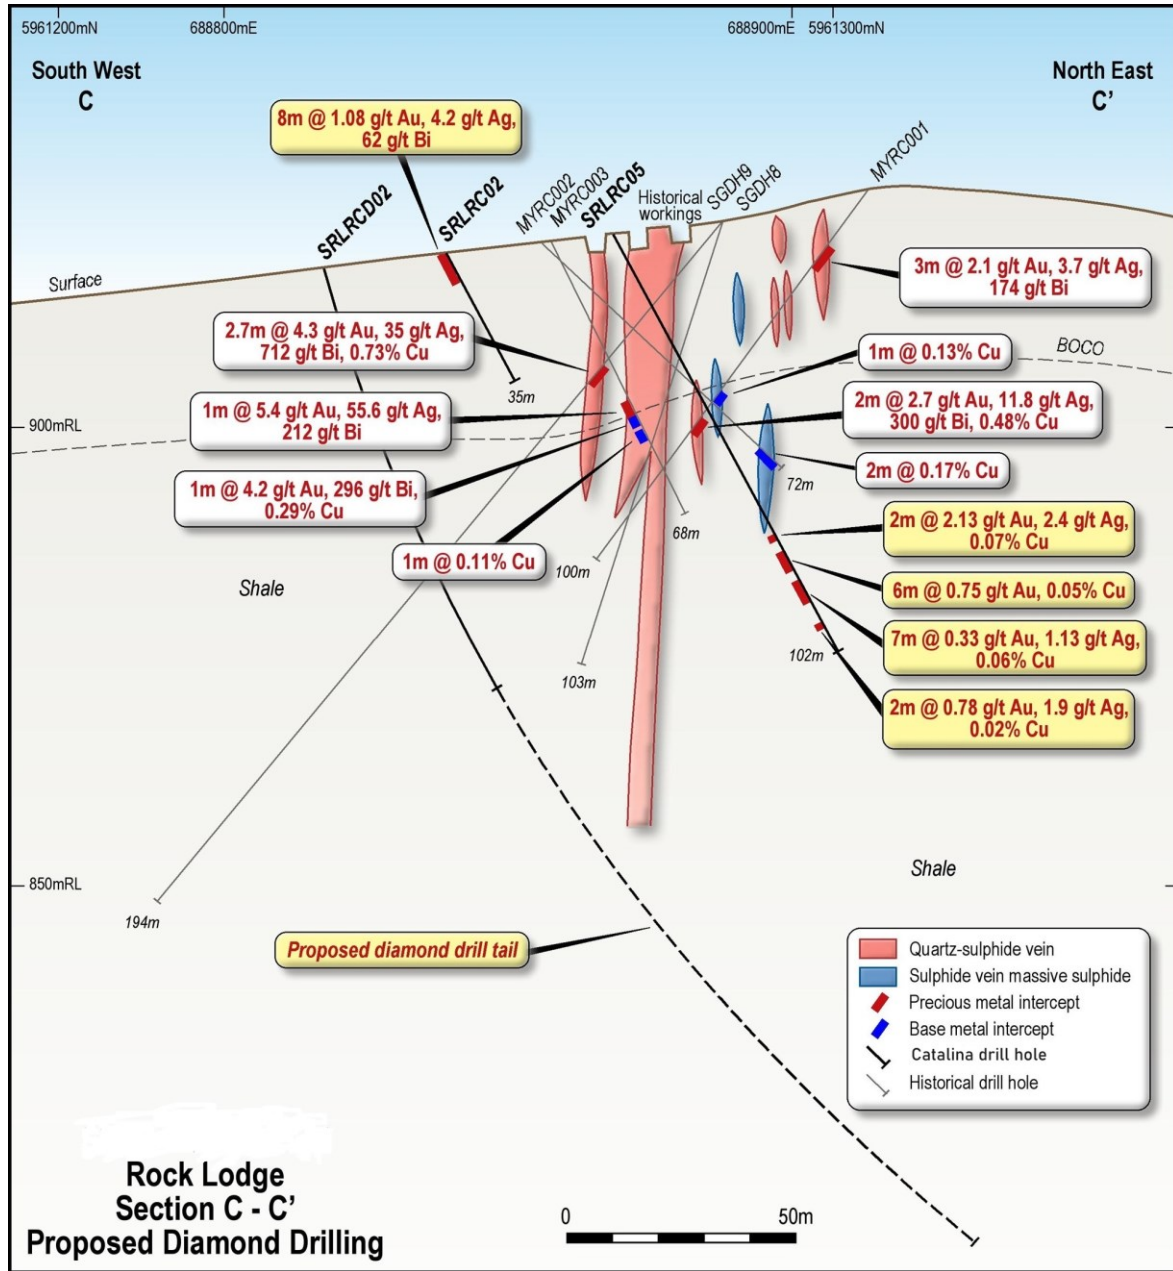 5961200mN
688800mE
688900mE
5961300mN
South West
C
North East
C'
8m @ 1.08 g/t Au, 4.2 g/t Ag,
62 g/t Bi
SRLRCD02
SRLRC02
MYRC002
MYRC003
SRLRC05
Historical
workings
SGDH9
SGDH8
MYRC001
Surface
3m @ 2.1 g/t Au, 3.7 g/t Ag,
174 g/t Bi
2.7m @ 4.3 g/t Au, 35 g/t Ag,
712 g/t Bi, 0.73% Cu
1m @ 0.13% Cu
BOCO
35m
1m @ 5.4 g/t Au, 55.6 g/t Ag,
212 g/t Bi
2m @ 2.7 g/t Au, 11.8 g/t Ag,
300 g/t Bi, 0.48% Cu
900mRL
1m @ 4.2 g/t Au, 296 g/t Bi,
0.29% Cu
2m @ 0.17% Cu
72m
68m
2m @ 2.13 g/t Au, 2.4 g/t Ag,
0.07% Cu
1m @ 0.11% Cu
100m
Shale
6m @ 0.75 g/t Au, 0.05% Cu
7m @ 0.33 g/t Au, 1.13 g/t Ag,
0.06% Cu
102m
103m
2m @ 0.78 g/t Au, 1.9 g/t Ag,
0.02% Cu
Shale
850mRL
194m
Proposed diamond drill tail
Quartz-sulphide vein
Sulphide vein massive sulphide
Precious metal intercept
Base metal intercept
Catalina drill hole
Historical drill hole
Rock Lodge
Section C - C'
Proposed Diamond Drilling
0
50m